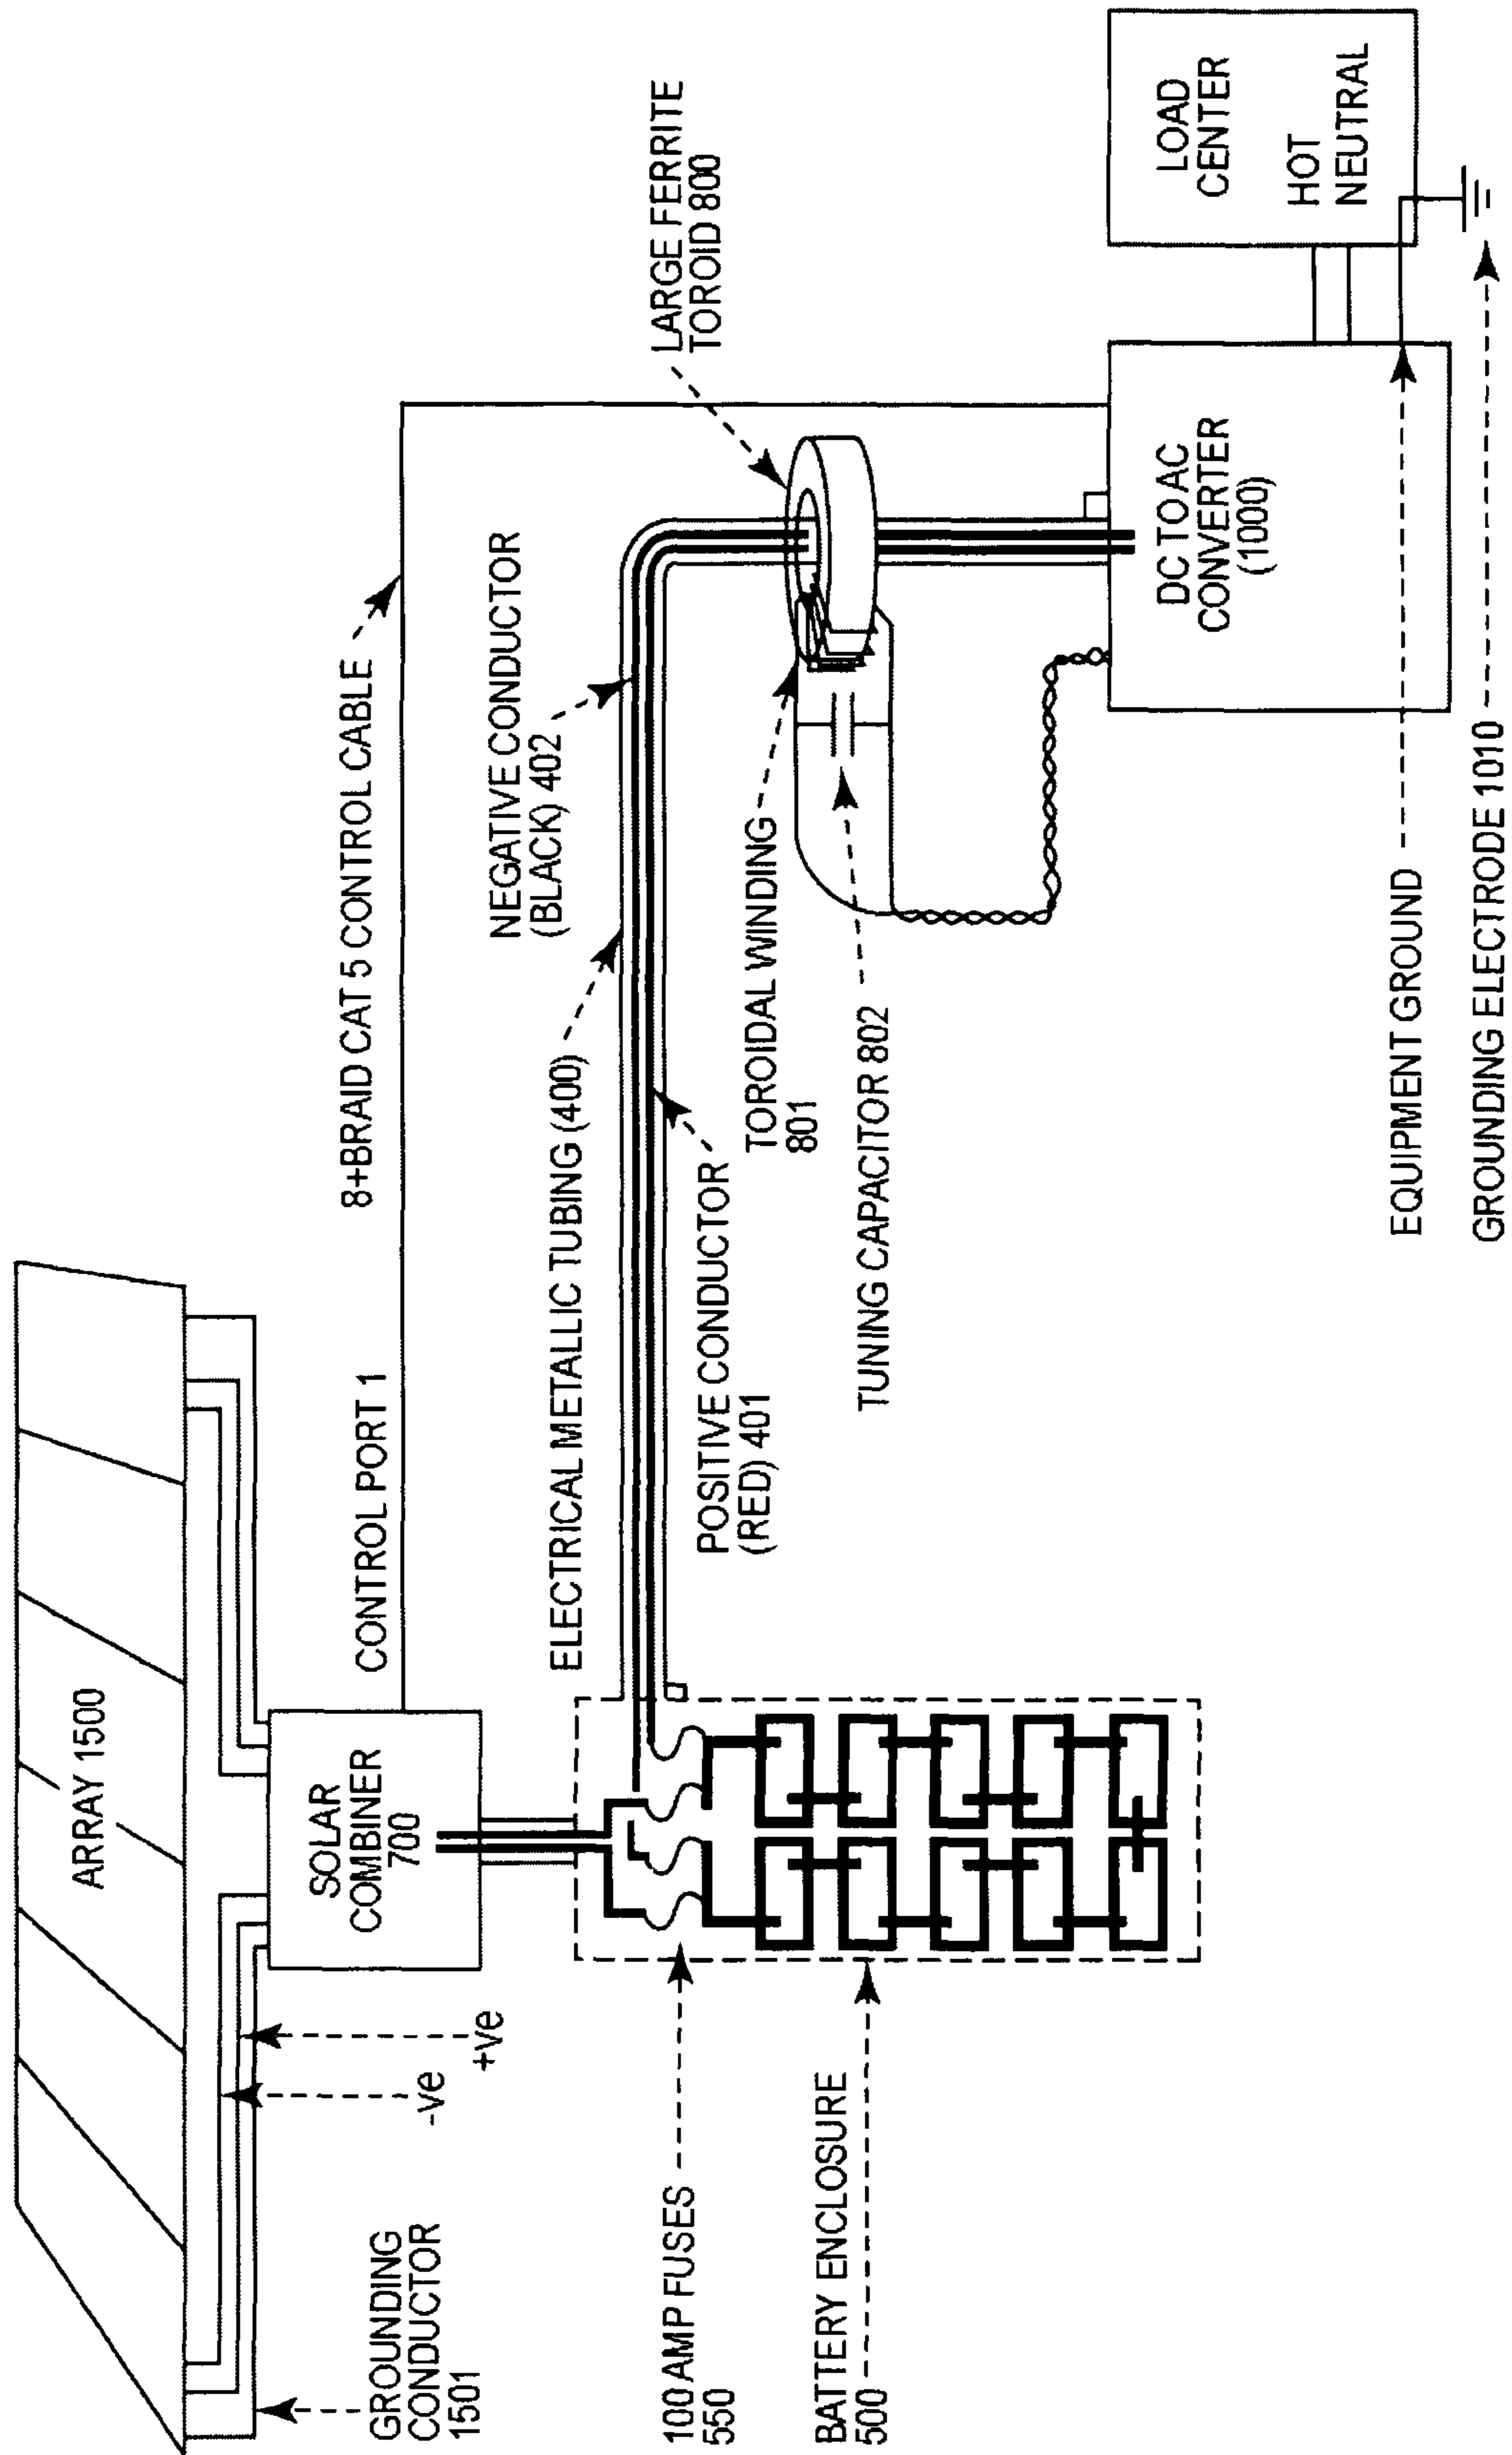 ARRAY 1500
GROUNDING
CONDUCTOR
1501
-ve
+ve
SOLAR
COMBINER
700
CONTROL PORT 1
8+BRAID CAT 5 CONTROL CABLE
100 AMP FUSES
550
BATTERY ENCLOSURE
500
ELECTRICAL METALLIC TUBING (400)
NEGATIVE CONDUCTOR
(BLACK) 402
POSITIVE CONDUCTOR
(RED) 401
LARGE FERRITE
TOROID 800
TOROIDAL WINDING
801
TUNING CAPACITOR 802
DC TO AC
CONVERTER
(1000)
LOAD
CENTER
HOT
NEUTRAL
EQUIPMENT GROUND
GROUNDING ELECTRODE 1010